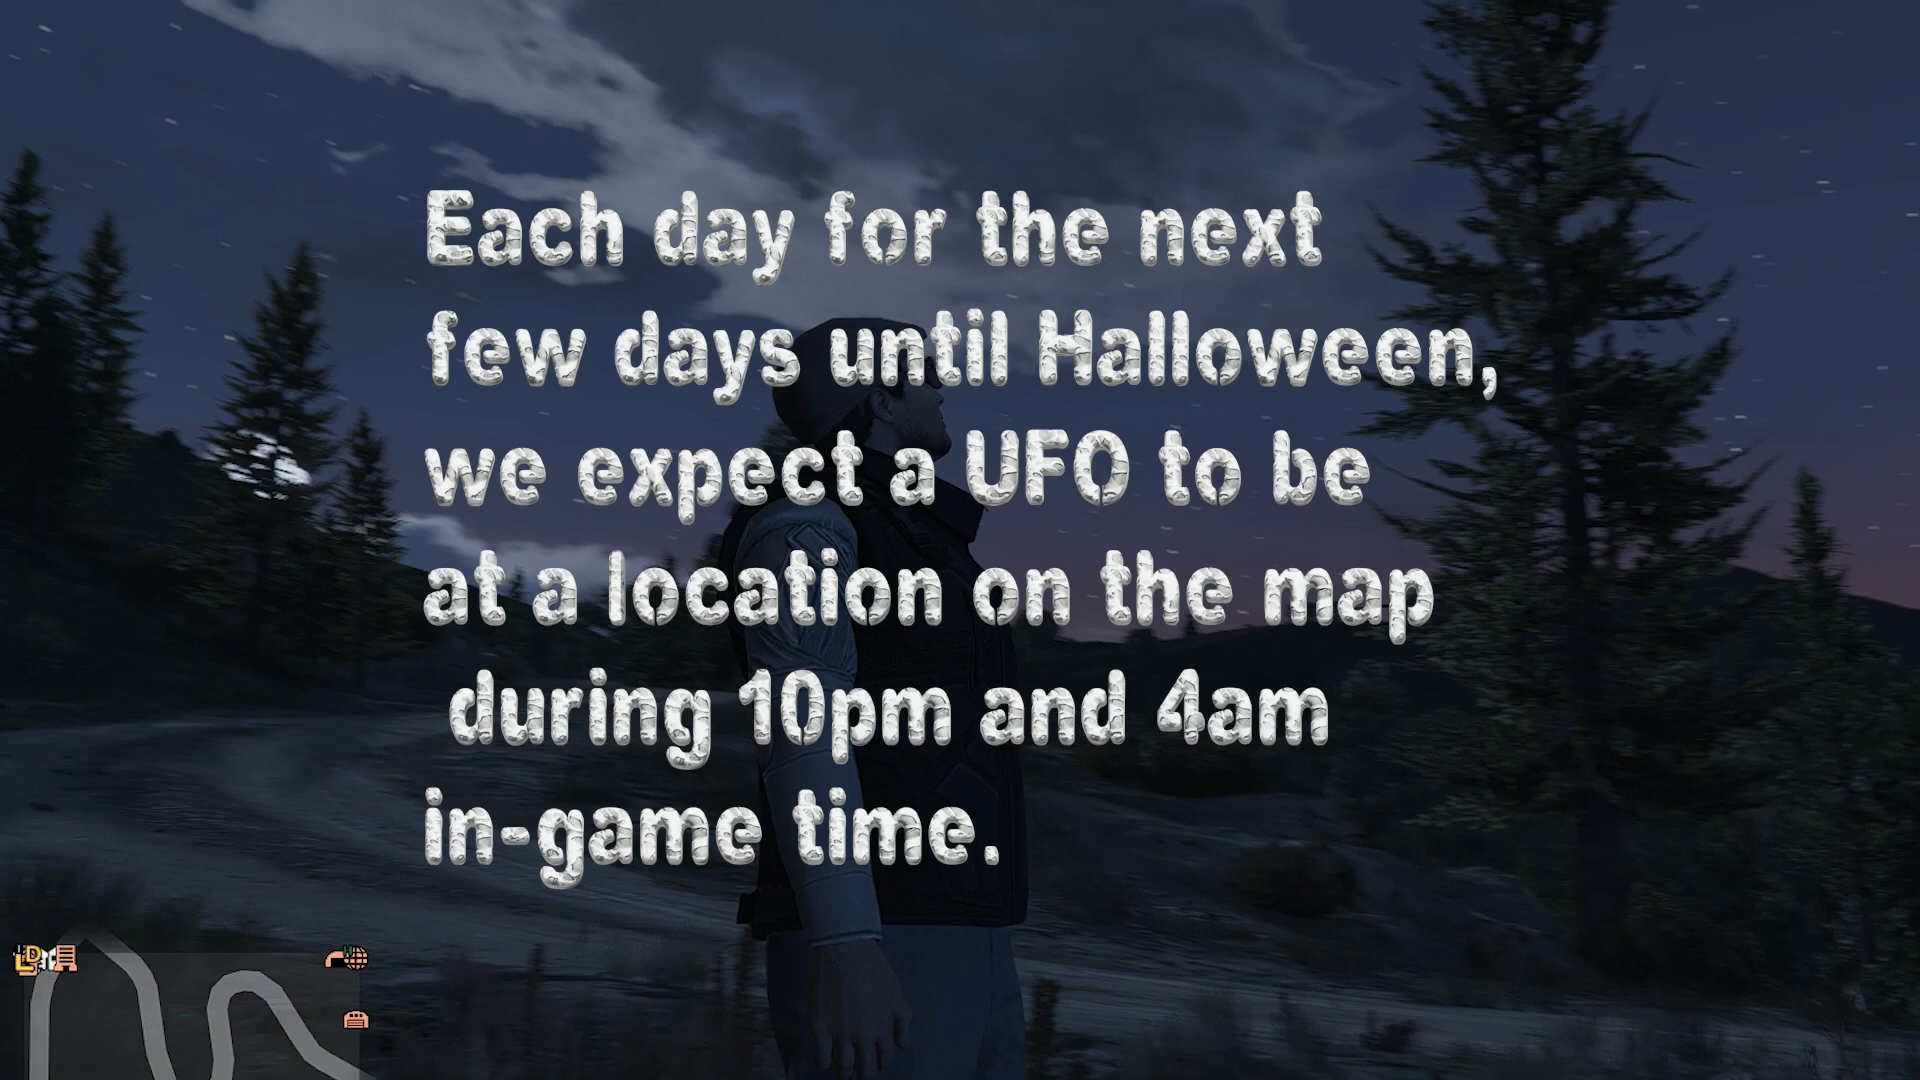 Each day for the next
few days until Halloween,
we expect a UFO to be
at a location on the map
during 10pm and 4am
in-game time.